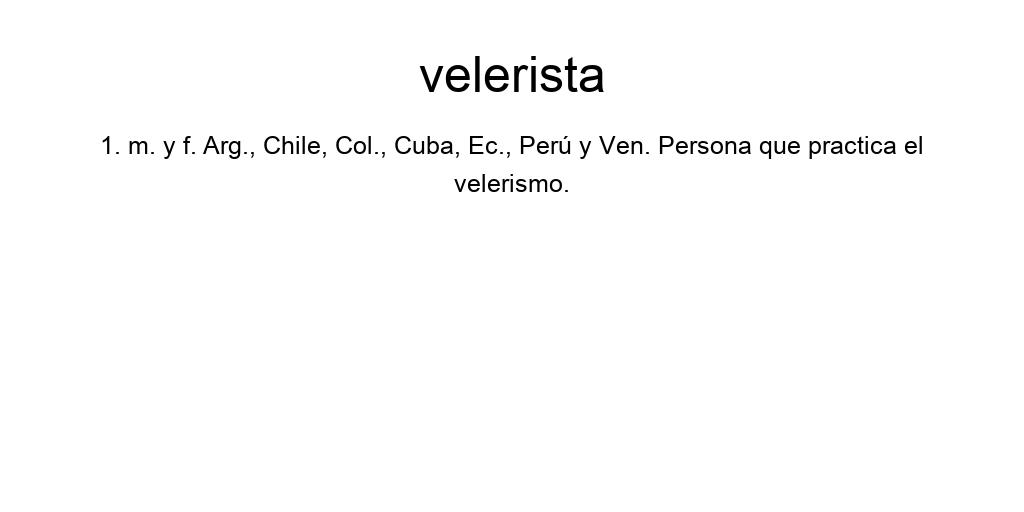 velerista
1. m. y f. Arg., Chile, Col., Cuba, Ec., Perú y Ven. Persona que practica el
velerismo.